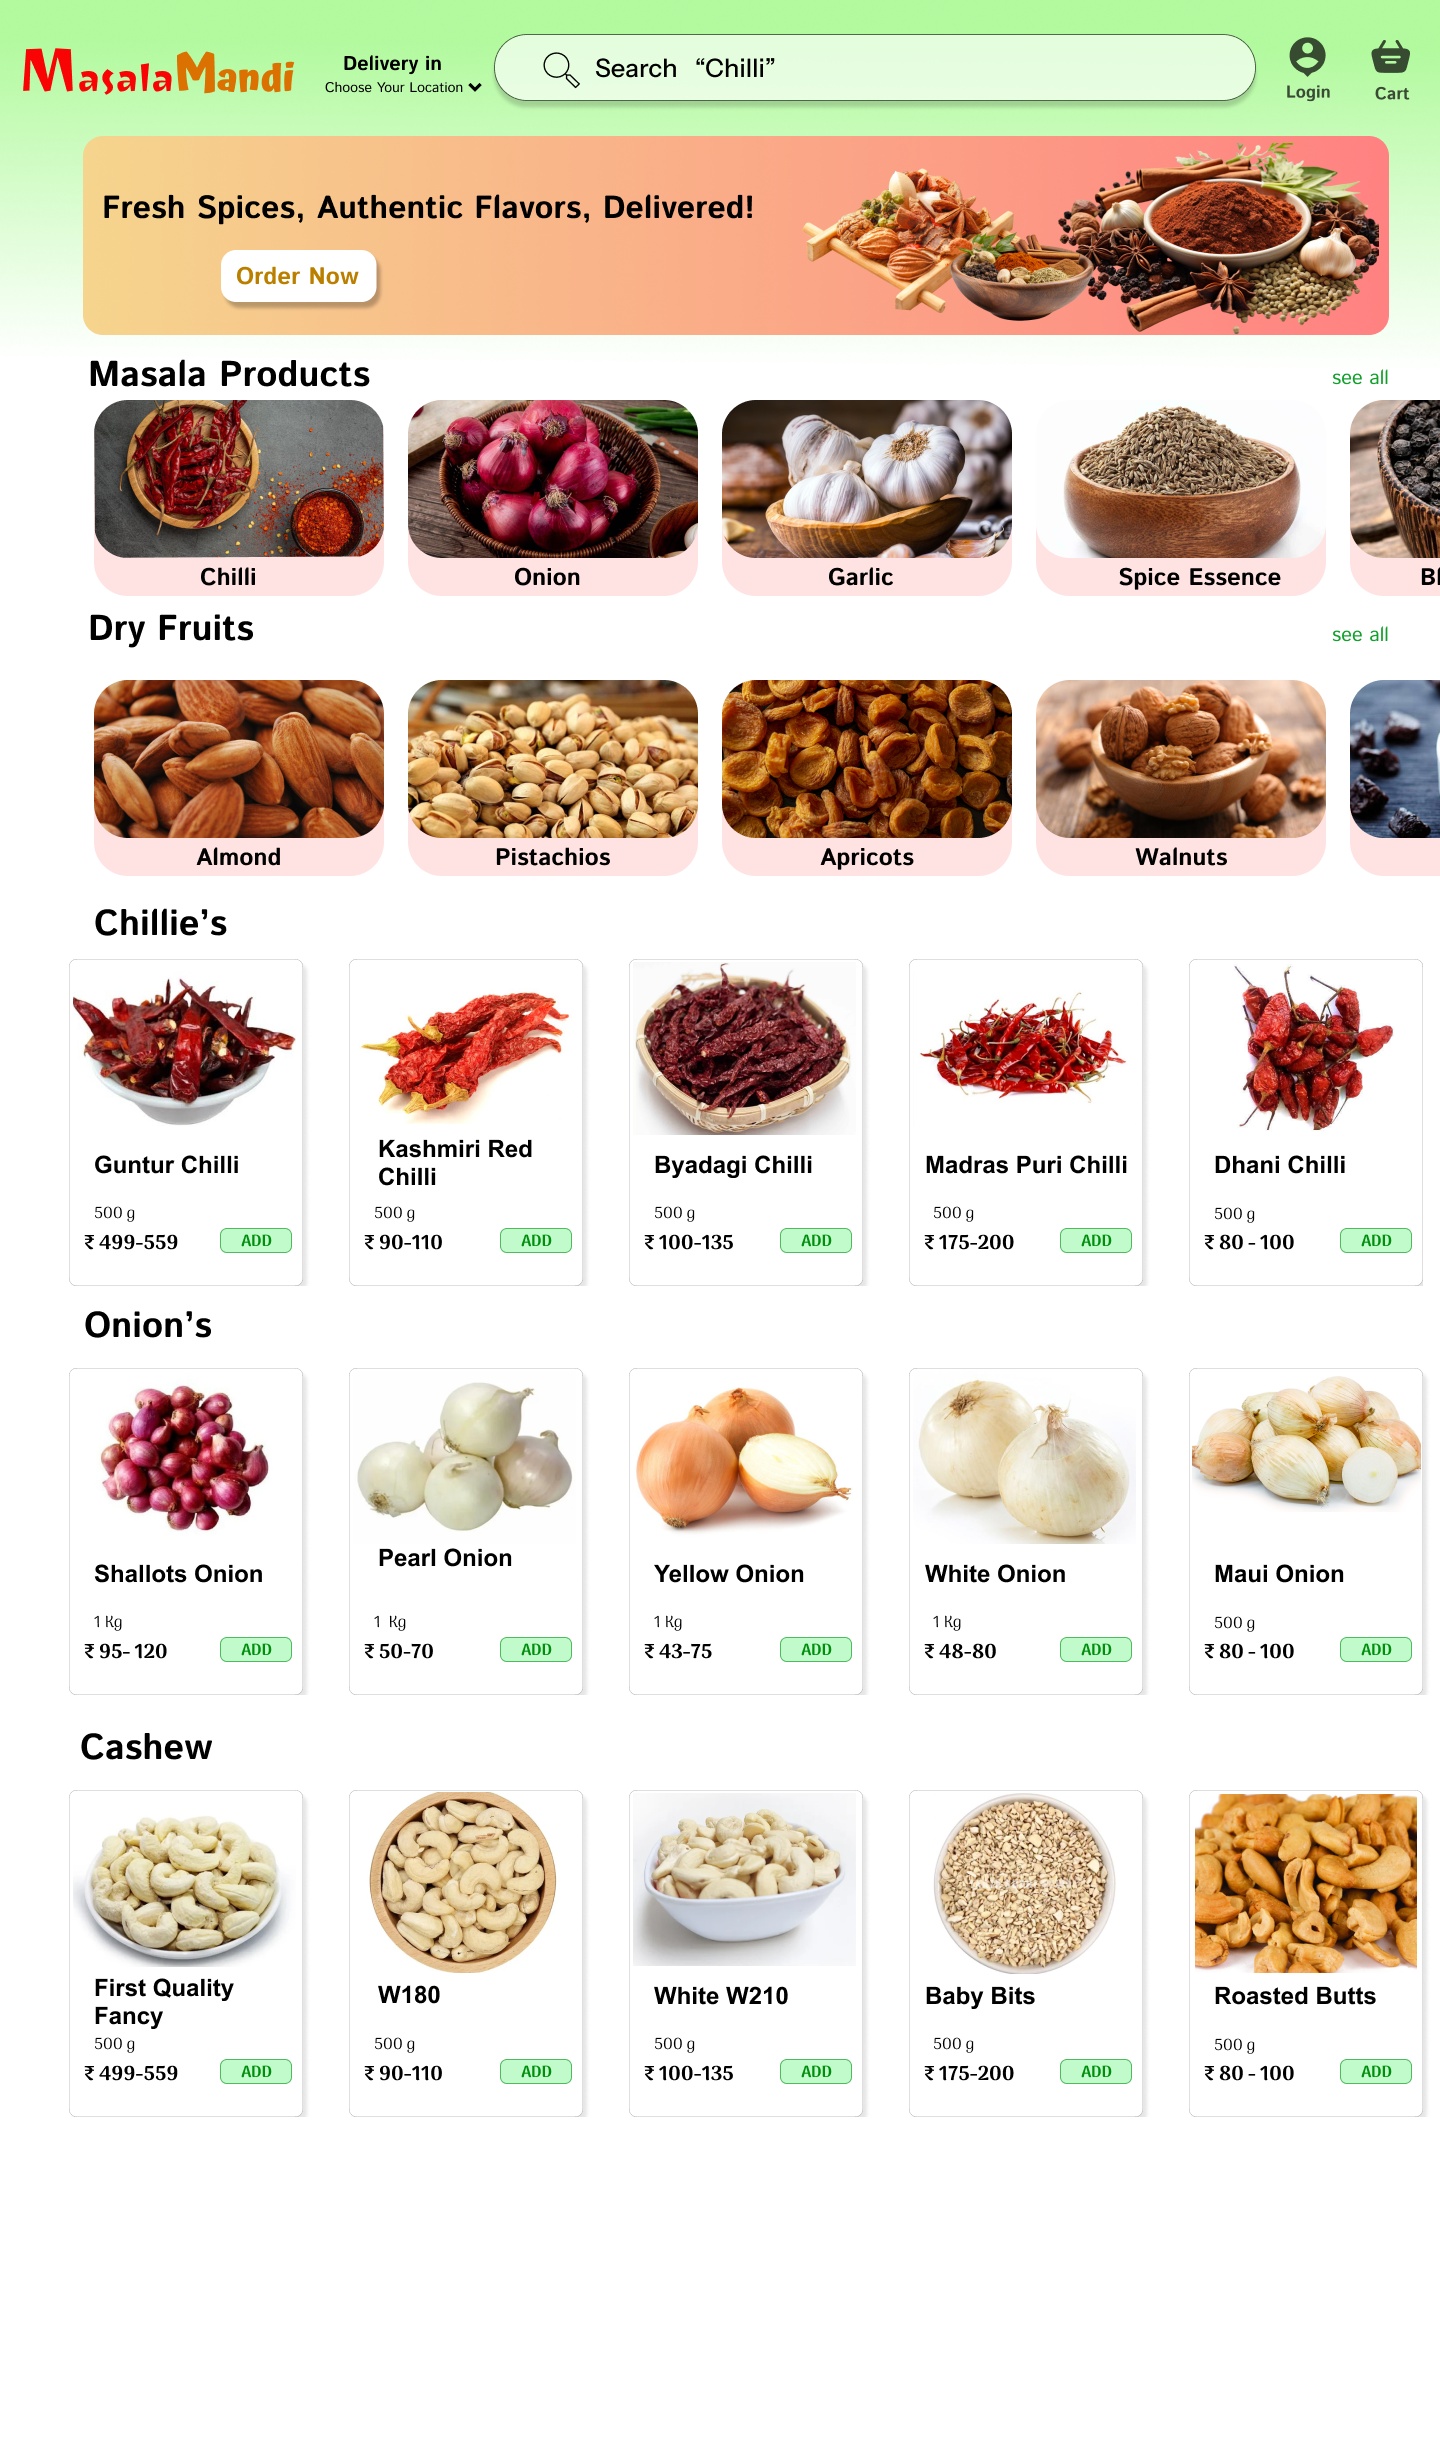 MasalaMandi
Delivery in
Choose Your Location
Search “Chilli”
Login
Cart
Fresh Spices, Authentic Flavors, Delivered!
Order Now
Masala Products
see all
Chilli
Onion
Garlic
Spice Essence
Bl
Dry Fruits
see all
Almond
Pistachios
Apricots
Walnuts
Chillie’s
Guntur Chilli
500 g
₹ 499-559
ADD
Kashmiri Red
Chilli
500 g
₹ 90-110
ADD
Byadagi Chilli
500 g
₹ 100-135
ADD
Madras Puri Chilli
500 g
₹ 175-200
ADD
Dhani Chilli
500 g
₹ 80 - 100
ADD
Onion’s
Shallots Onion
1 Kg
₹ 95- 120
ADD
Pearl Onion
1 Kg
₹ 50-70
ADD
Yellow Onion
1 Kg
₹ 43-75
ADD
White Onion
1 Kg
₹ 48-80
ADD
Maui Onion
500 g
₹ 80 - 100
ADD
Cashew
First Quality
Fancy
500 g
₹ 499-559
ADD
W180
500 g
₹ 90-110
ADD
White W210
500 g
₹ 100-135
ADD
Baby Bits
500 g
₹ 175-200
ADD
Roasted Butts
500 g
₹ 80 - 100
ADD